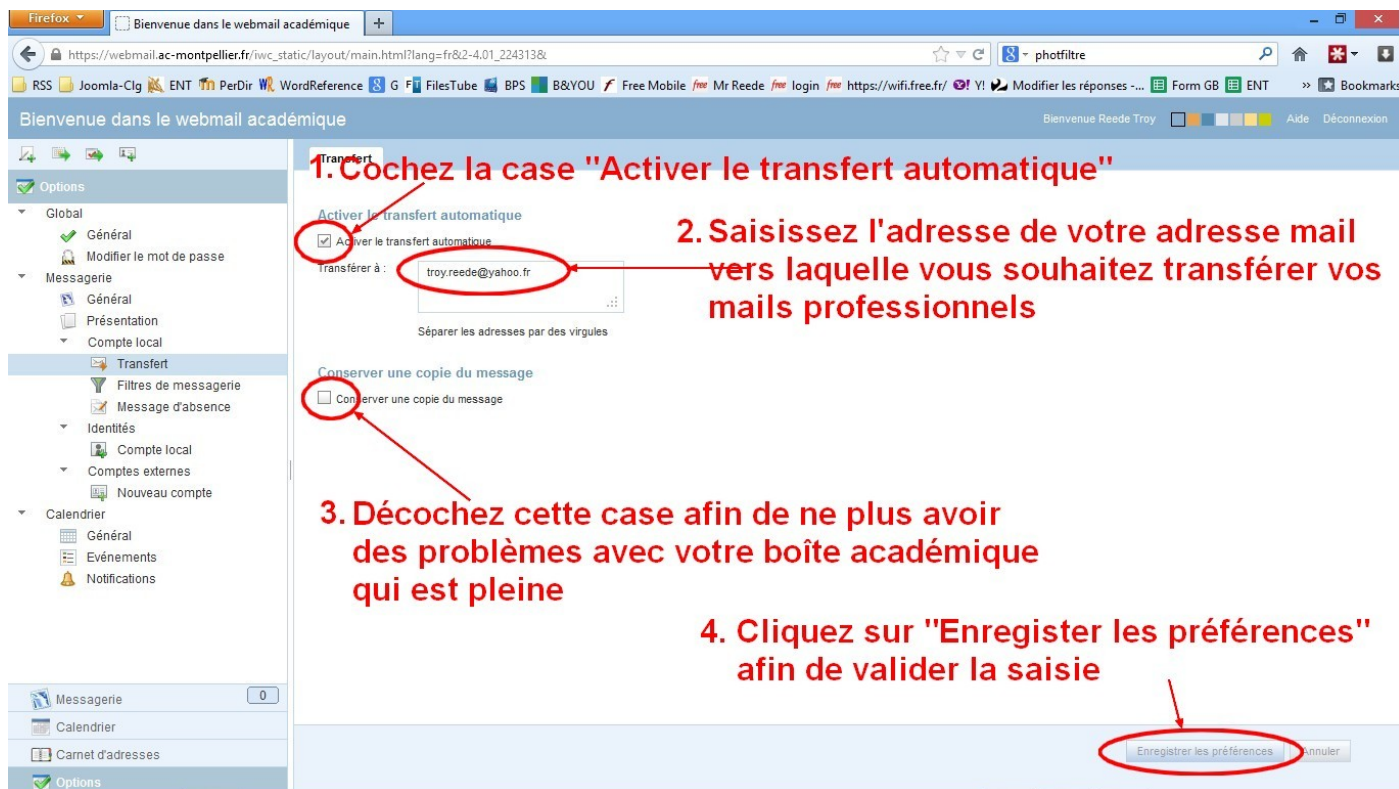 Firefox
Bienvenue dans le webmail académique
+
https://webmail.ac-montpellier.fr/iwc_static/layout/main.html?lang=fr&2-4.01_224313&
photfiltre
RSS Joomla-Clg ENT PerDir WordReference G FilesTube BPS B&YOU Free Mobile free Mr Reede free login free https://wifi.free.fr/ Y! Modifier les réponses -... Form GB ENT » Bookmarks
Bienvenue dans le webmail académique
Bienvenue Reede Troy Aide Déconnexion
Options
Global
Général
Modifier le mot de passe
Messagerie
Général
Présentation
Compte local
Transfert
Filtres de messagerie
Message d'absence
Identités
Compte local
Comptes externes
Nouveau compte
Calendrier
Général
Evénements
Notifications
Messagerie 0
Calendrier
Carnet d'adresses
Options
Transfert
1. Cochez la case "Activer le transfert automatique"
Activer le transfert automatique
Activer le transfert automatique
Transférer à :
troy.reede@yahoo.fr
Séparer les adresses par des virgules
2. Saisissez l'adresse de votre adresse mail
vers laquelle vous souhaitez transférer vos
mails professionnels
Conserver une copie du message
Conserver une copie du message
3. Décochez cette case afin de ne plus avoir
des problèmes avec votre boîte académique
qui est pleine
4. Cliquez sur "Enregister les préférences"
afin de valider la saisie
Enregistrer les préférences
Annuler